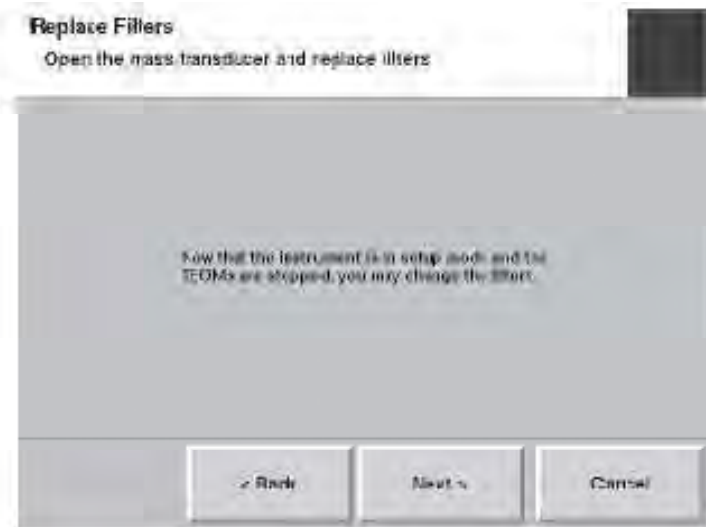 Replace Filters
Open the mass transducer and replace filters
Now that the instrument is in setup mode and the
TEOMs are stopped, you may change the filters.
< Back
Next >
Cancel